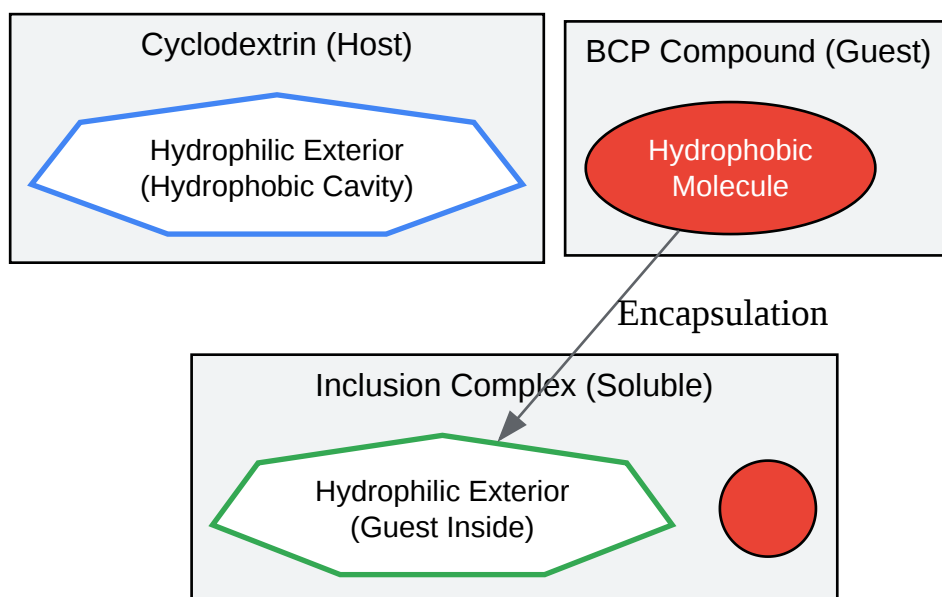 Cyclodextrin (Host)
Hydrophilic Exterior
(Hydrophobic Cavity)
BCP Compound (Guest)
Hydrophobic
Molecule
Encapsulation
Inclusion Complex (Soluble)
Hydrophilic Exterior
(Guest Inside)